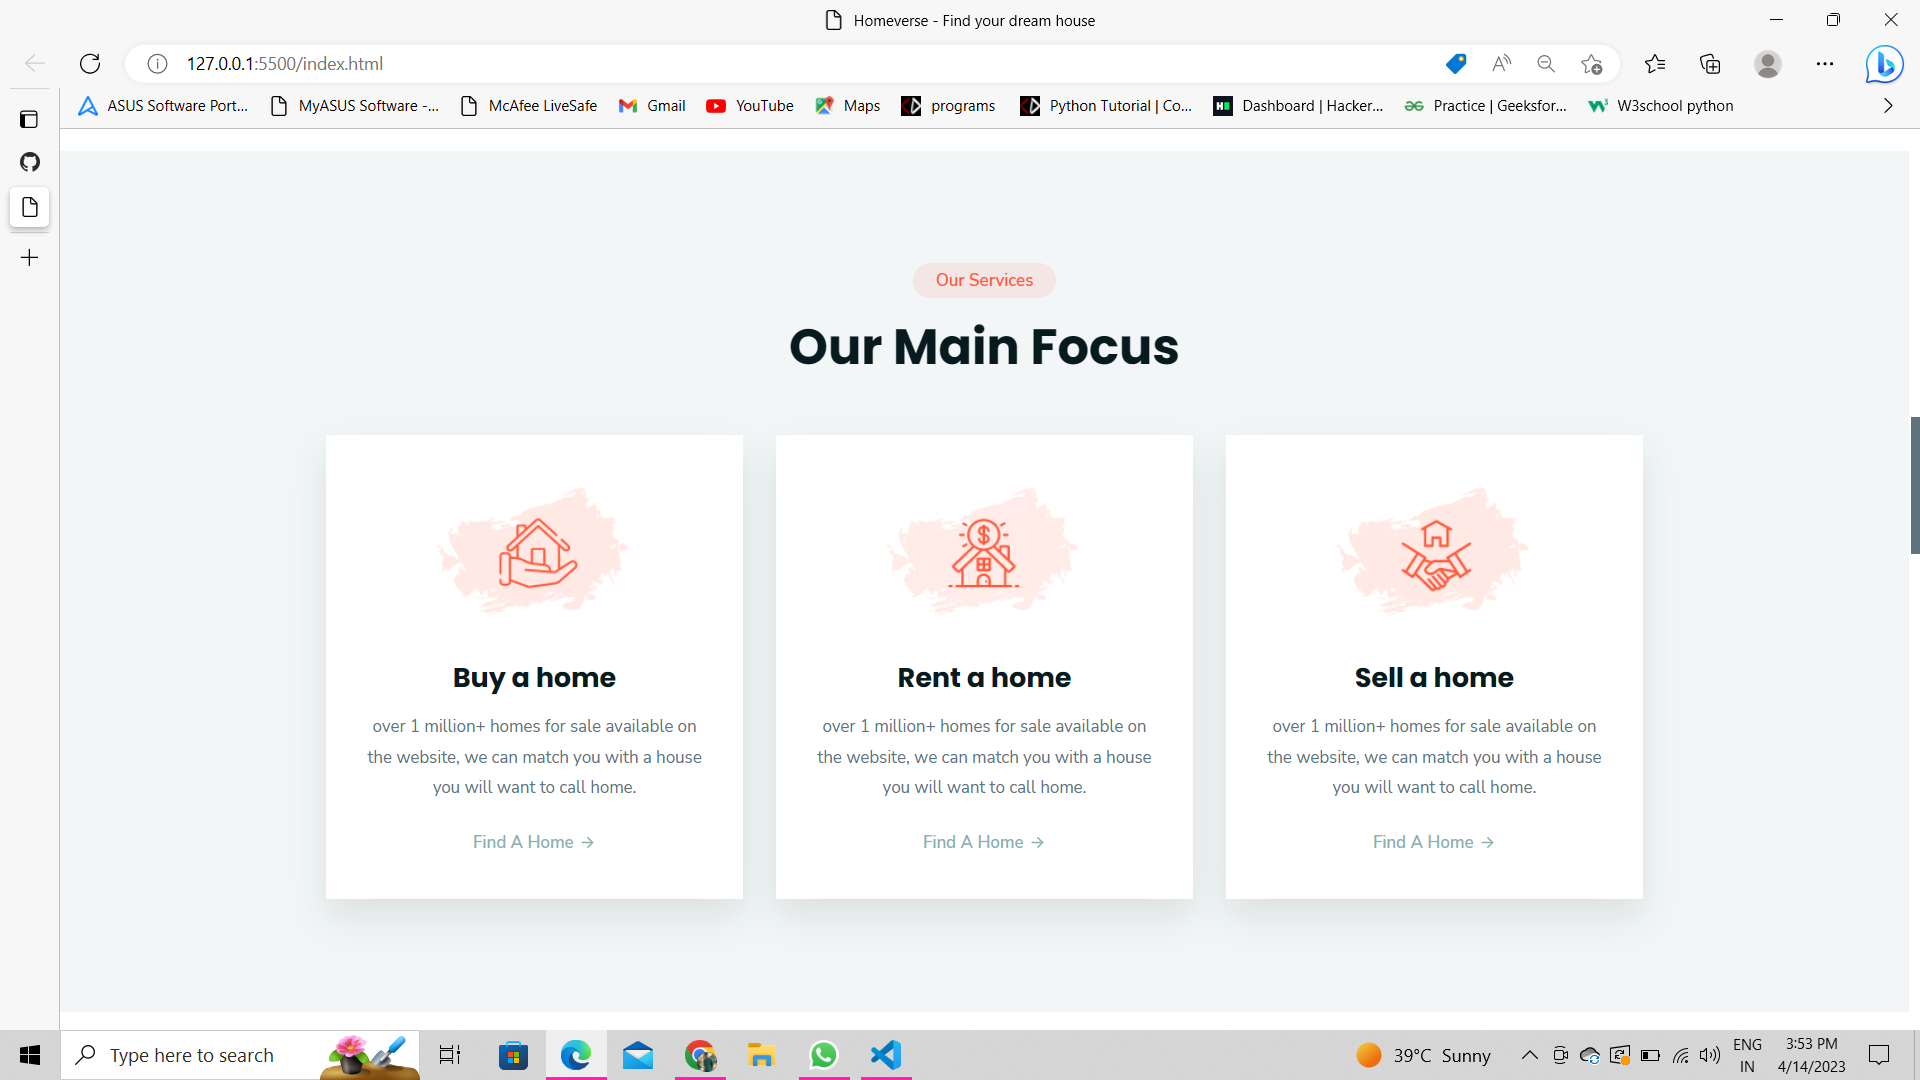 Homeverse - Find your dream house
127.0.0.1:5500/index.html
ASUS Software Port... MyASUS Software -... McAfee LiveSafe Gmail YouTube Maps programs Python Tutorial | Co... Dashboard | Hacker... Practice | Geeksfor... W3school python
Our Services
Our Main Focus
Buy a home
over 1 million+ homes for sale available on
the website, we can match you with a house
you will want to call home.
Find A Home →
Rent a home
over 1 million+ homes for sale available on
the website, we can match you with a house
you will want to call home.
Find A Home →
Sell a home
over 1 million+ homes for sale available on
the website, we can match you with a house
you will want to call home.
Find A Home →
Type here to search
39°C Sunny
ENG
IN
3:53 PM
4/14/2023